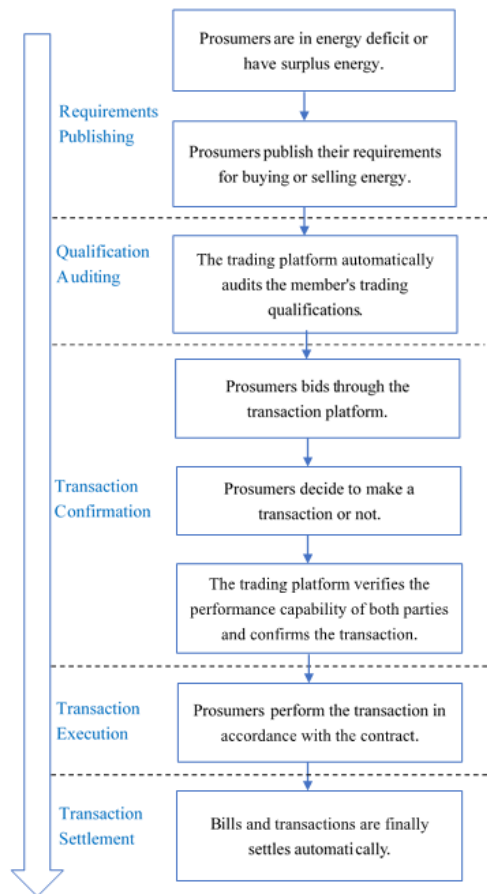 Prosumers are in energy deficit or
have surplus energy.
Requirements
Publishing
Prosumers publish their requirements
for buying or selling energy.
Qualification
Auditing
The trading platform automatically
audits the member's trading
qualifications.
Prosumers bids through the
transaction platform.
Transaction
Confirmation
Prosumers decide to make a
transaction or not.
The trading platform verifies the
performance capability of both parties
and confirms the transaction.
Transaction
Execution
Prosumers perform the transaction in
accordance with the contract.
Transaction
Settlement
Bills and transactions are finally
settles automatically.